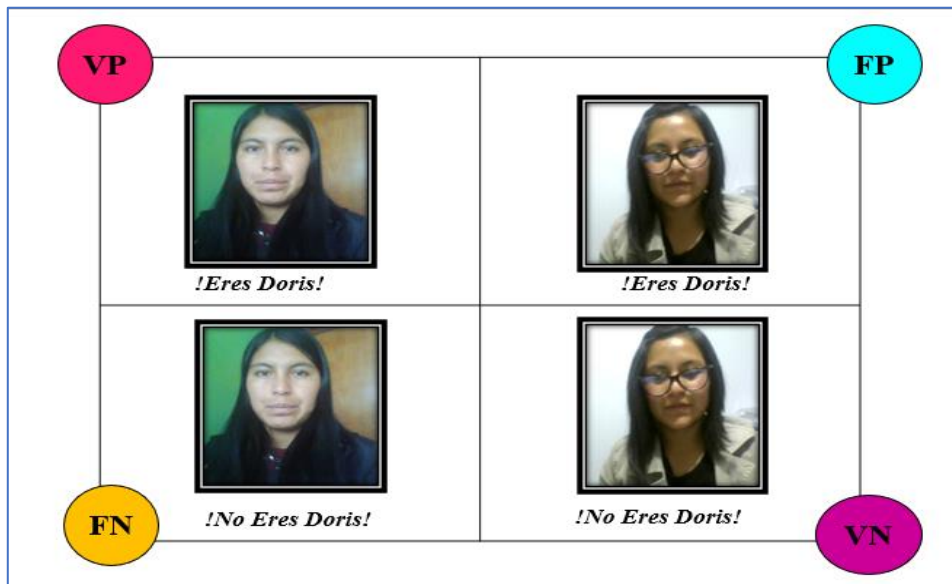 VP
FP
!Eres Doris!
!Eres Doris!
!No Eres Doris!
!No Eres Doris!
FN
VN